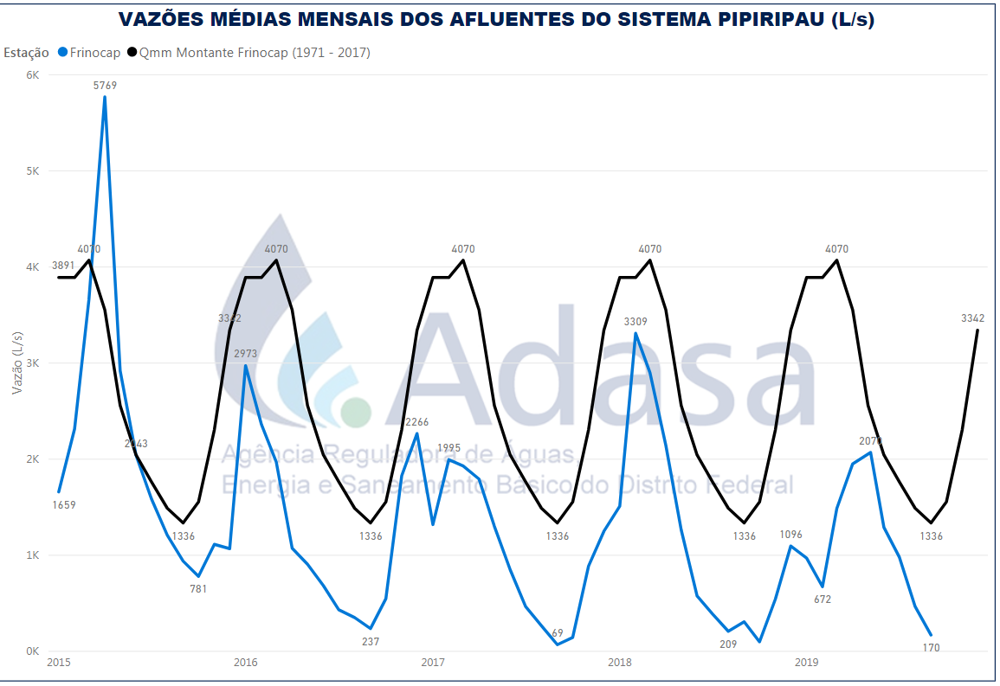 VAZÕES MÉDIAS MENSAIS DOS AFLUENTES DO SISTEMA PIPIRIPAU (L/s)
Estação Frinocap Qmm Montante Frinocap (1971 - 2017)
6K
5769
5K
4070 4070 4070 4070 4070
3891
4K
3342 3309 3342
2973
3K
Vazão (L/s)
2266
2043 1995 2070
2K
Adasa
Agência Reguladora de Águas,
Energia e Saneamento Básico do Distrito Federal
1659
1336 1336 1336 1336 1336
1096
1K
781 672
237 69 209 170
0K
2015 2016 2017 2018 2019